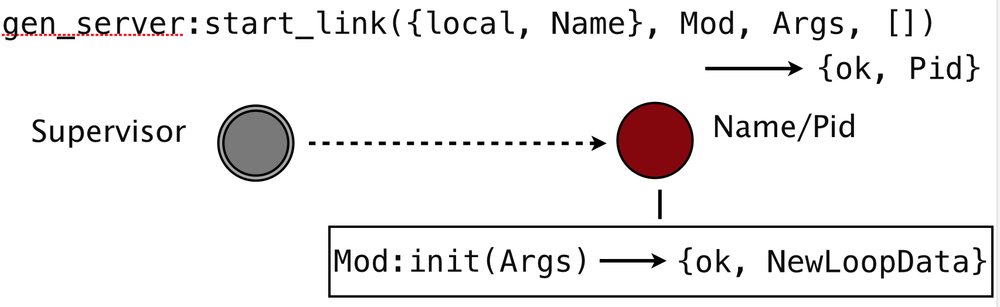 gen_server:start_link({local, Name}, Mod, Args, [])
{ok, Pid}
Supervisor
Name/Pid
Mod:init(Args) {ok, NewLoopData}